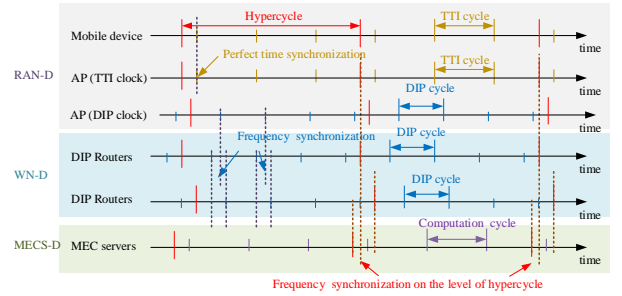 Hypercycle
TTI cycle
Mobile device
time
Perfect time synchronization
TTI cycle
RAN-D
AP (TTI clock)
time
DIP cycle
AP (DIP clock)
time
Frequency synchronization
DIP cycle
DIP Routers
time
WN-D
DIP cycle
DIP Routers
time
Computation cycle
MECS-D
MEC servers
time
Frequency synchronization on the level of hypercycle